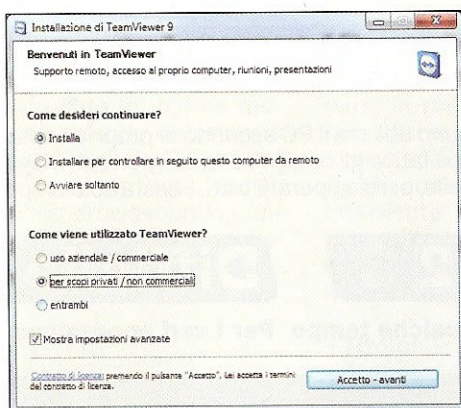 Installazione di TeamViewer 9
Benvenuti in TeamViewer
Supporto remoto, accesso al proprio computer, riunioni, presentazioni
Come desideri continuare?
Installa
Installare per controllare in seguito questo computer da remoto
Avviare soltanto
Come viene utilizzato TeamViewer?
uso aziendale / commerciale
per scopi privati / non commerciali
entrambi
Mostra impostazioni avanzate
Contratto di licenza: premendo il pulsante "Accetto". Lei accetta i termini
del contratto di licenza.
Accetto - avanti